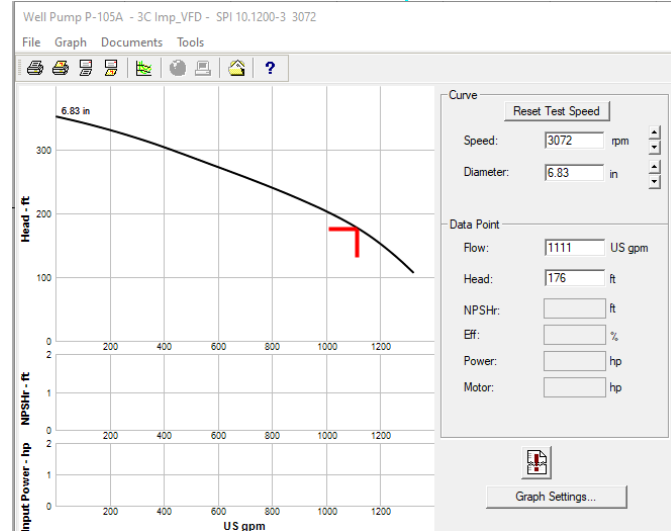 Well Pump P-105A - 3C Imp_VFD - SPI 10.1200-3 3072
File Graph Documents Tools
?
6.83 in
300
200
100
0
Head - ft
200 400 600 800 1000 1200
2
1
0
NPSHr - ft
200 400 600 800 1000 1200
2
1
0
Input Power - hp
200 400 600 800 1000 1200
US gpm
Curve
Reset Test Speed
Speed: 3072 rpm
Diameter: 6.83 in
Data Point
Flow: 1111 US gpm
Head: 176 ft
NPSHr: ft
Eff: %
Power: hp
Motor: hp
Graph Settings...